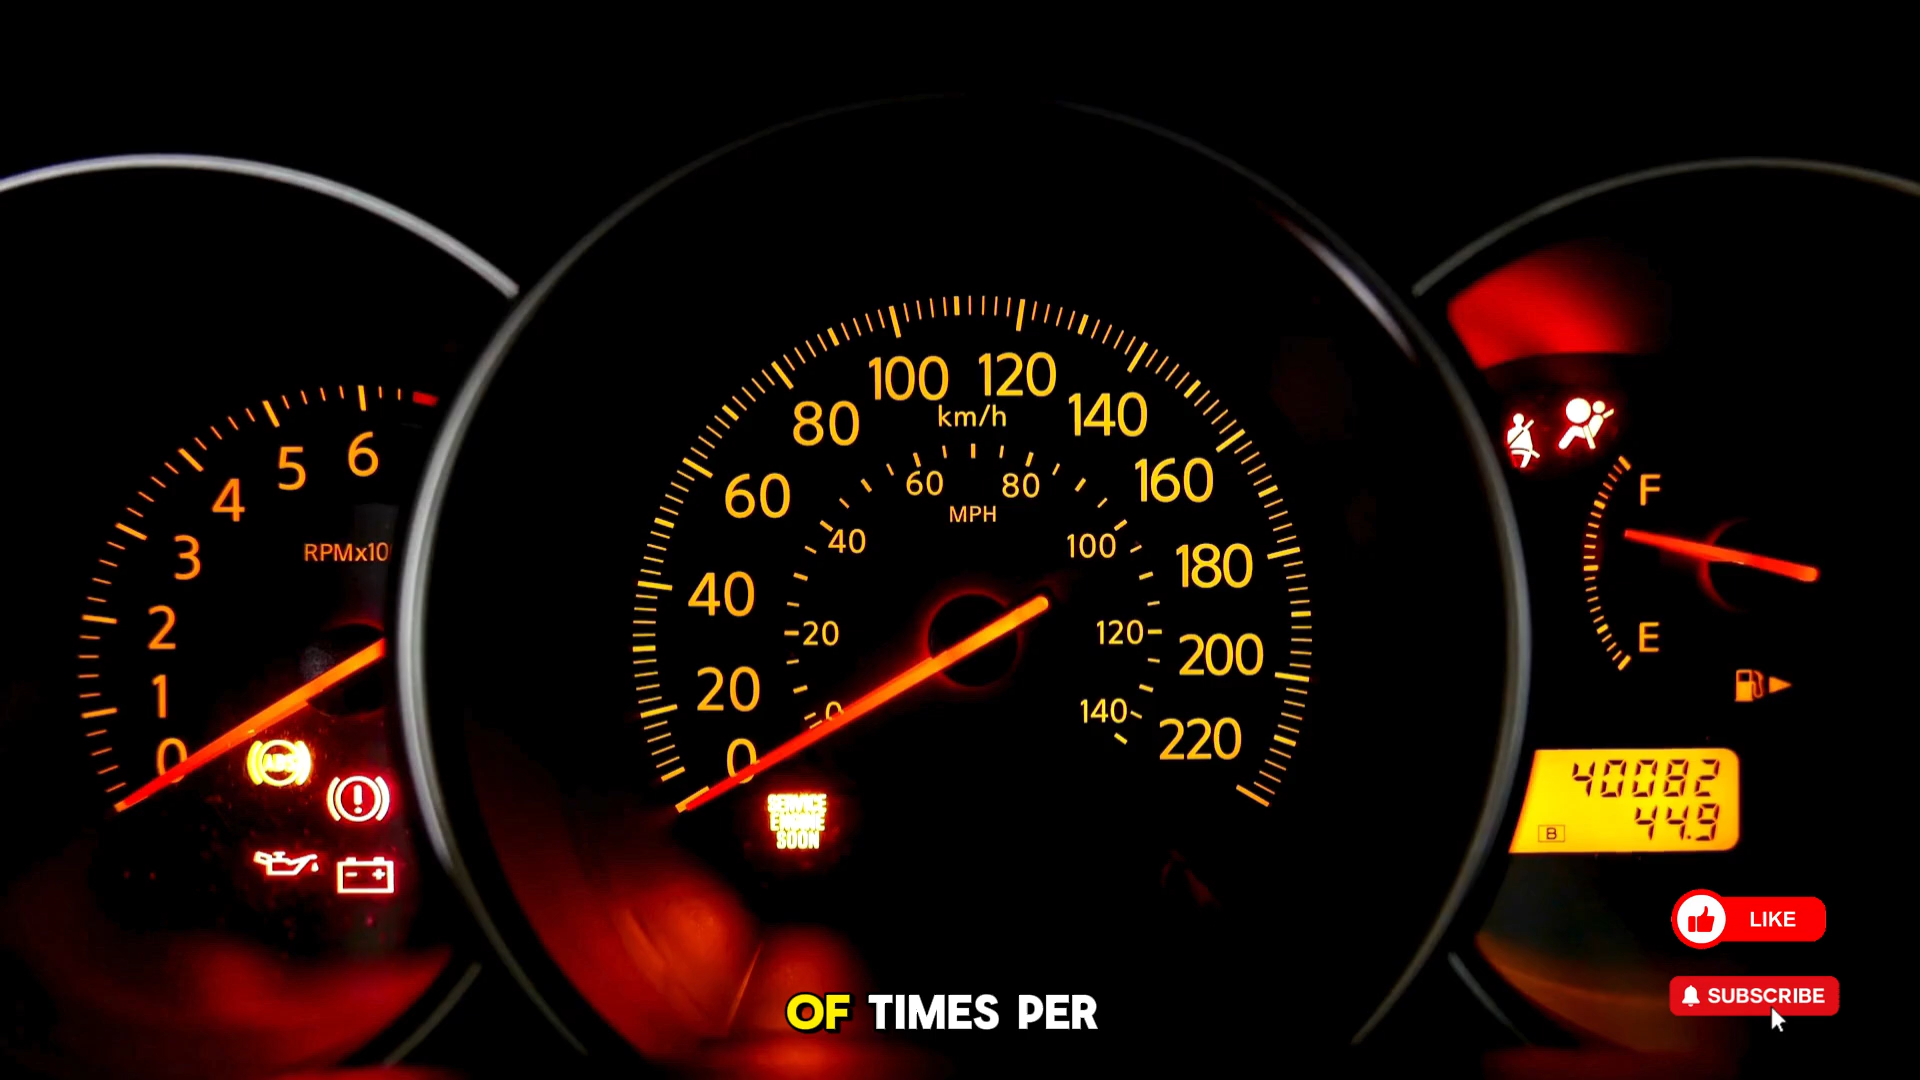 6
5
4
3
2
1
0
RPMx10
ABS
!
100
120
80
km/h
140
60
60
80
160
MPH
40
100
180
40
20
120
200
20
0
140
220
0
SERVICE
ENGINE
SOON
F
E
40082
B
44.9
LIKE
SUBSCRIBE
OF TIMES PER